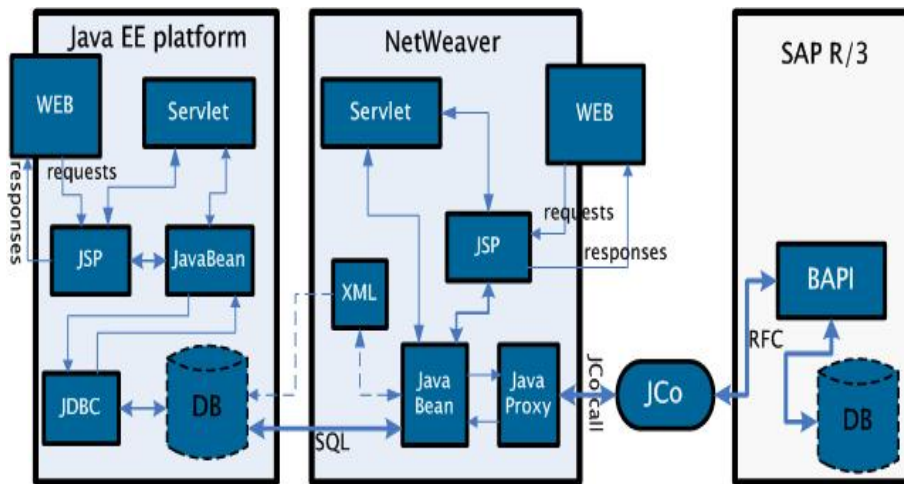 Java EE platform
WEB
Servlet
requests
responses
JSP
JavaBean
JDBC
DB
SQL
NetWeaver
Servlet
WEB
requests
responses
JSP
XML
Java
Bean
Java
Proxy
JCo call
JCo
RFC
SAP R/3
BAPI
DB